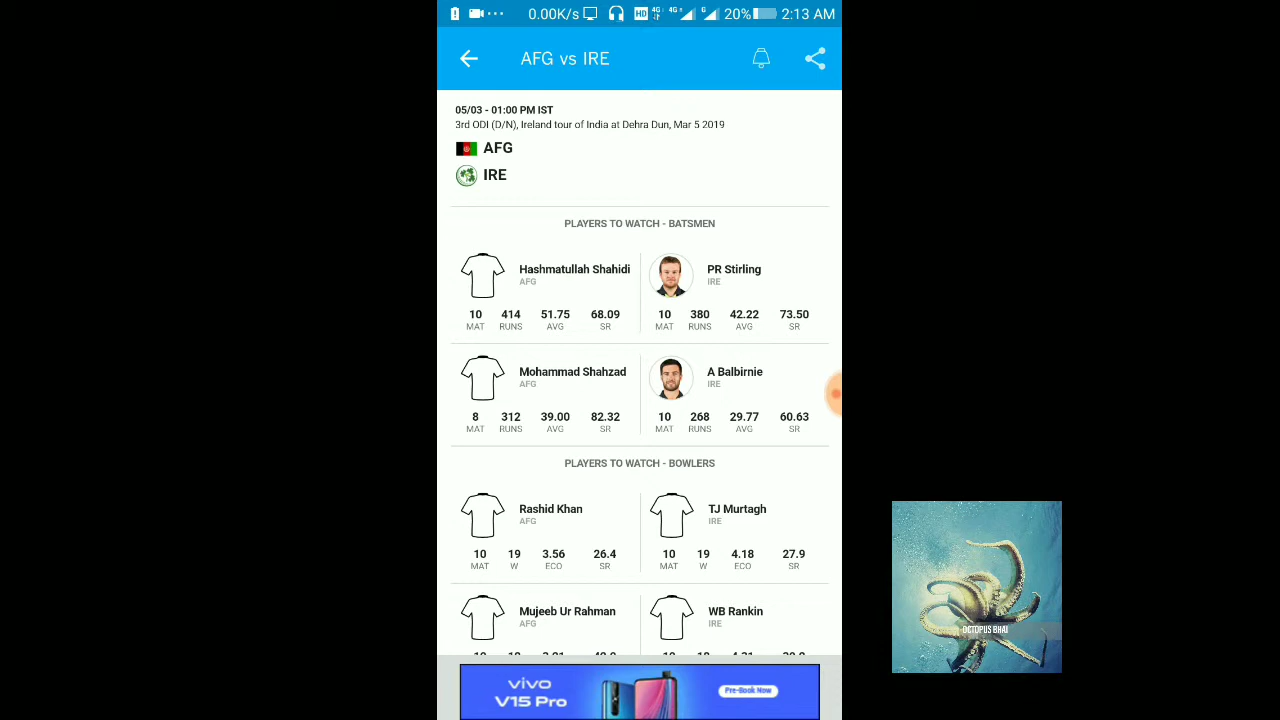 0.00K/s HD 4G 4G+ G 20% 2:13 AM
AFG vs IRE
05/03 - 01:00 PM IST
3rd ODI (D/N), Ireland tour of India at Dehra Dun, Mar 5 2019
AFG
IRE
PLAYERS TO WATCH - BATSMEN
Hashmatullah Shahidi
AFG
10 414 51.75 68.09
MAT RUNS AVG SR
PR Stirling
IRE
10 380 42.22 73.50
MAT RUNS AVG SR
Mohammad Shahzad
AFG
8 312 39.00 82.32
MAT RUNS AVG SR
A Balbirnie
IRE
10 268 29.77 60.63
MAT RUNS AVG SR
PLAYERS TO WATCH - BOWLERS
Rashid Khan
AFG
10 19 3.56 26.4
MAT W ECO SR
TJ Murtagh
IRE
10 19 4.18 27.9
MAT W ECO SR
Mujeeb Ur Rahman
AFG
WB Rankin
IRE
vivo
V15 Pro
Pre-Book Now
OCTOPUS BHAI